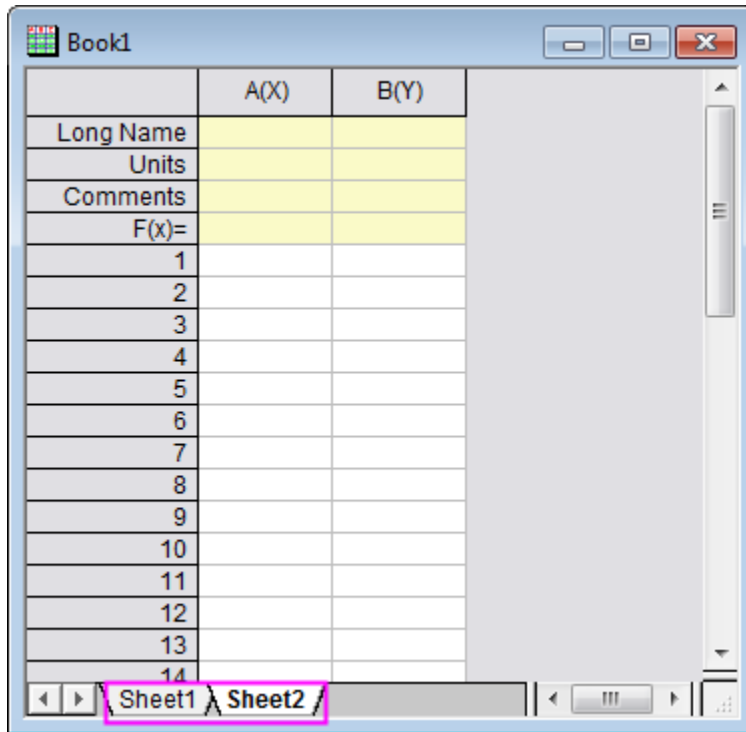 Book1
A(X) B(Y)
Long Name
Units
Comments
F(x)=
1
2
3
4
5
6
7
8
9
10
11
12
13
14
Sheet1 Sheet2